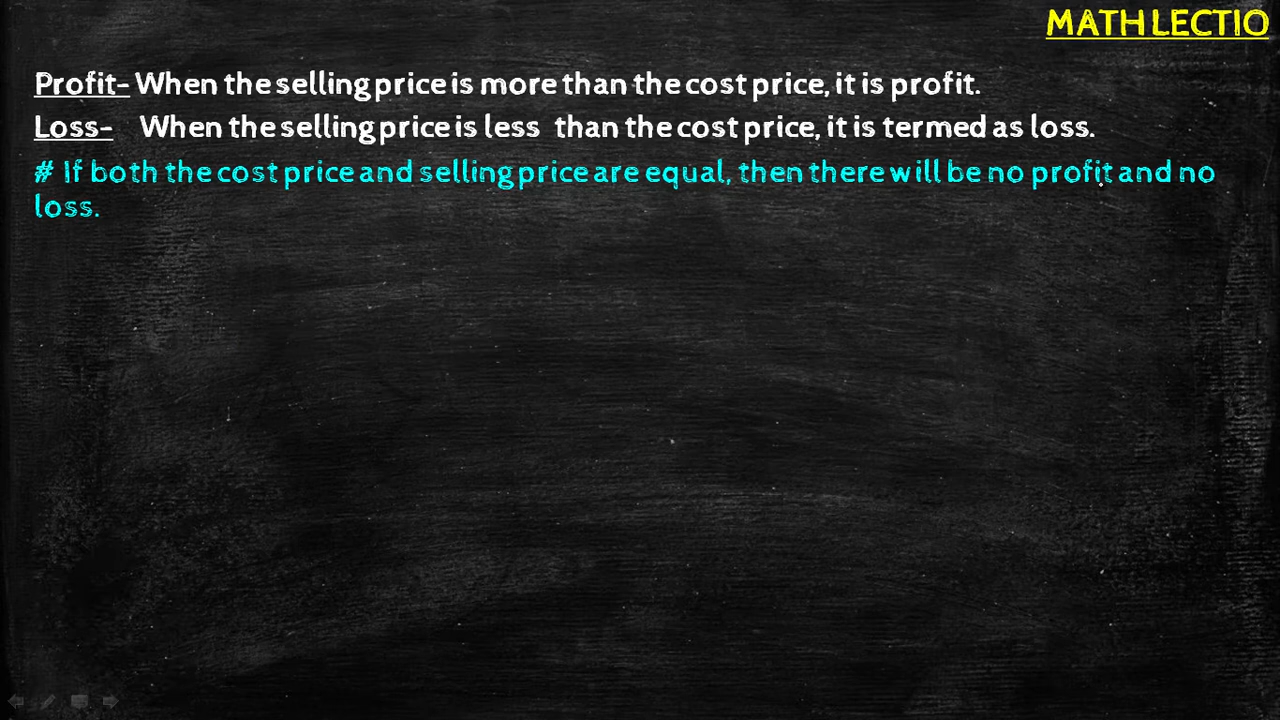 MATH LECTIO
Profit- When the selling price is more than the cost price, it is profit.
Loss- When the selling price is less than the cost price, it is termed as loss.
# If both the cost price and selling price are equal, then there will be no profit and no
loss.